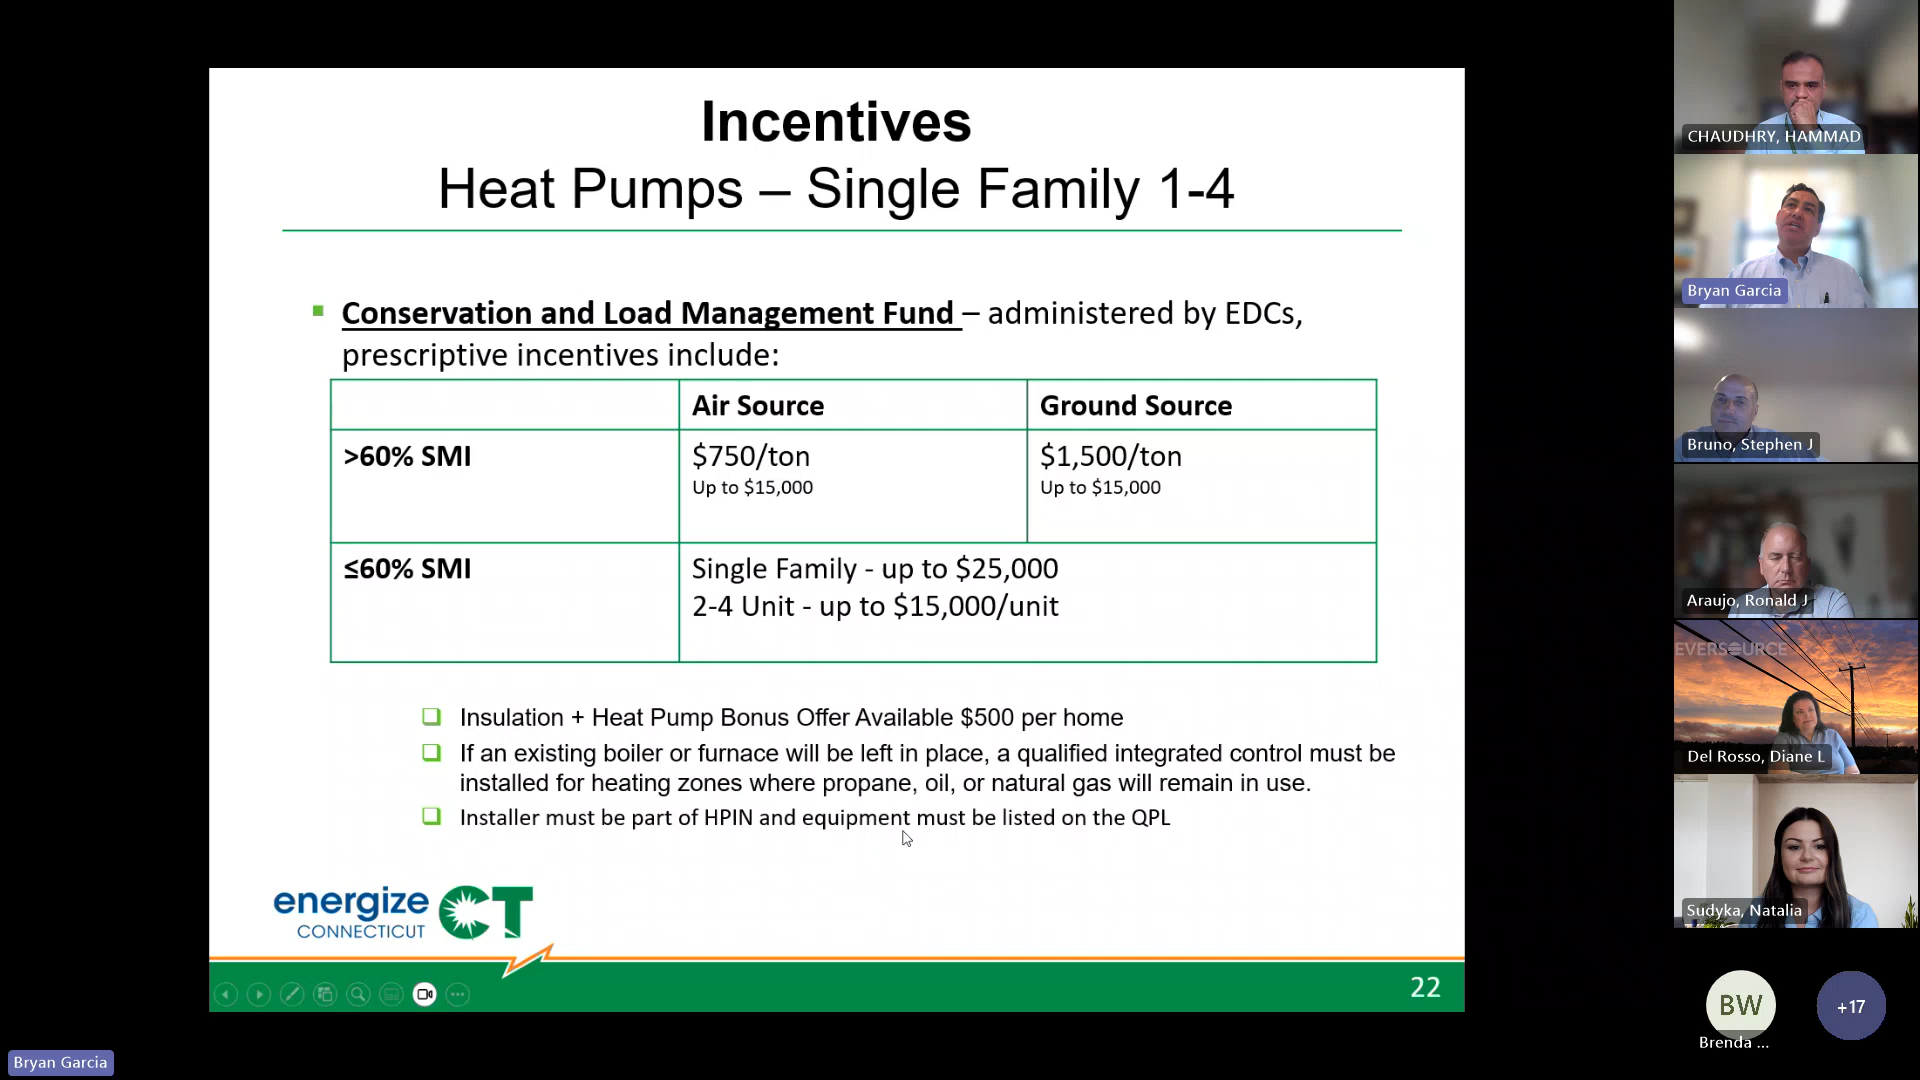 Incentives
Heat Pumps – Single Family 1-4
Conservation and Load Management Fund – administered by EDCs,
prescriptive incentives include:
Air Source
Ground Source
>60% SMI
$750/ton
Up to $15,000
$1,500/ton
Up to $15,000
≤60% SMI
Single Family - up to $25,000
2-4 Unit - up to $15,000/unit
Insulation + Heat Pump Bonus Offer Available $500 per home
If an existing boiler or furnace will be left in place, a qualified integrated control must be
installed for heating zones where propane, oil, or natural gas will remain in use.
Installer must be part of HPIN and equipment must be listed on the QPL
energize
CONNECTICUT
CT
22
Bryan Garcia
CHAUDHRY, HAMMAD
Bryan Garcia
Bruno, Stephen J
Araujo, Ronald J
EVERSOURCE
Del Rosso, Diane L
Sudyka, Natalia
BW
Brenda ...
+17